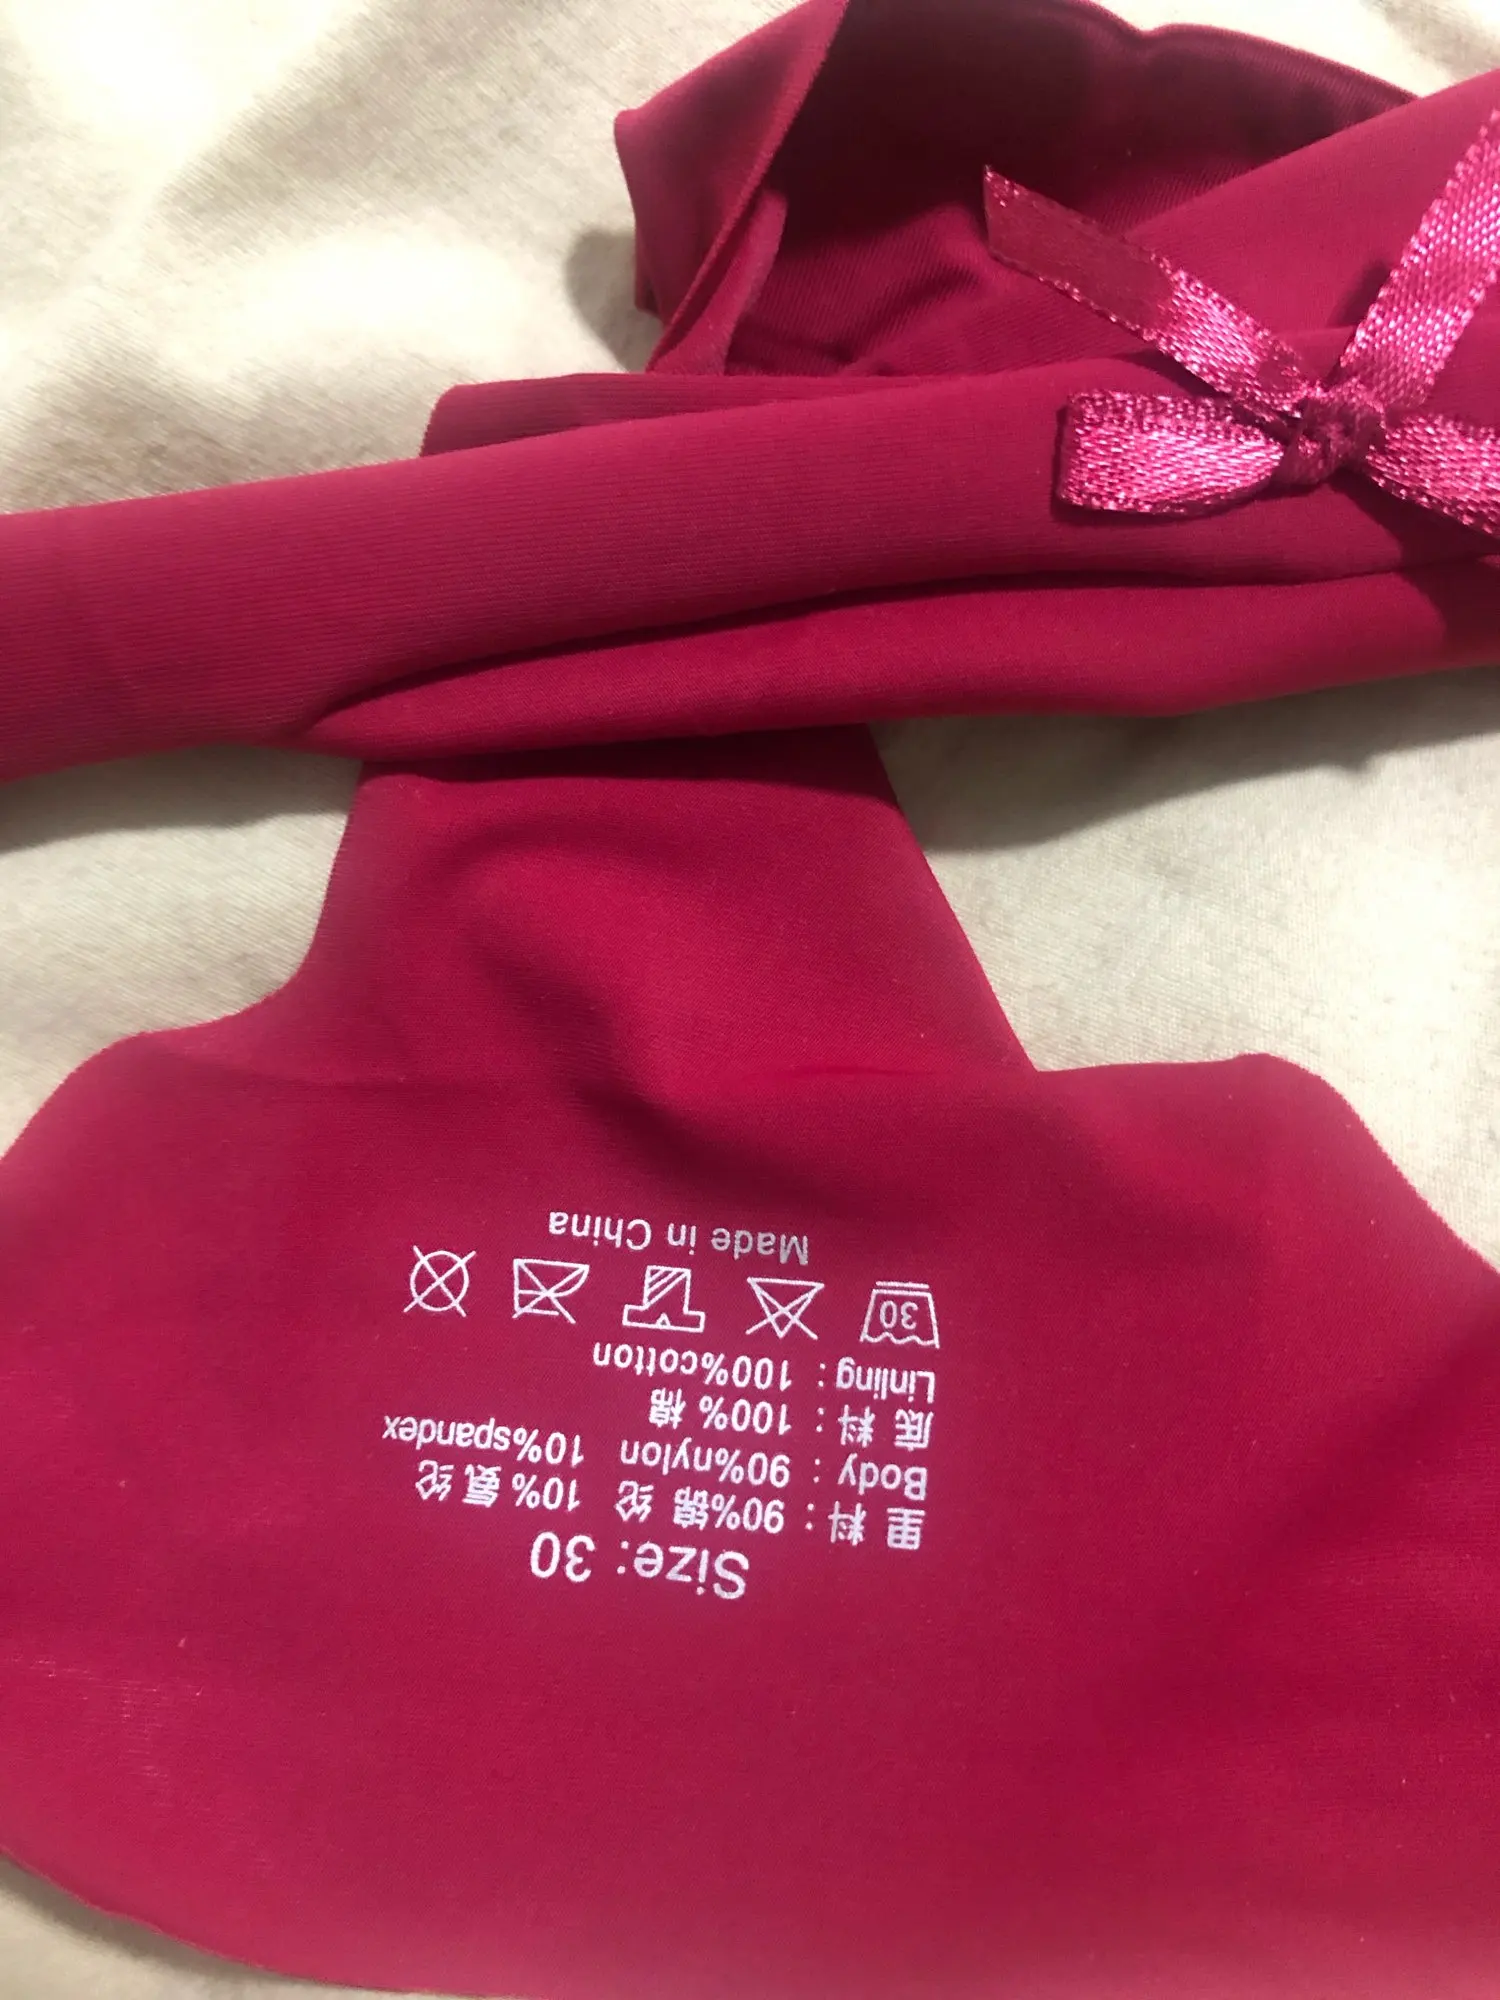 Size: 30
里料：90%锦纶 10%氨纶
Body：90%nylon 10%spandex
底料：100%棉
Linling：100%cotton
30
Made in China